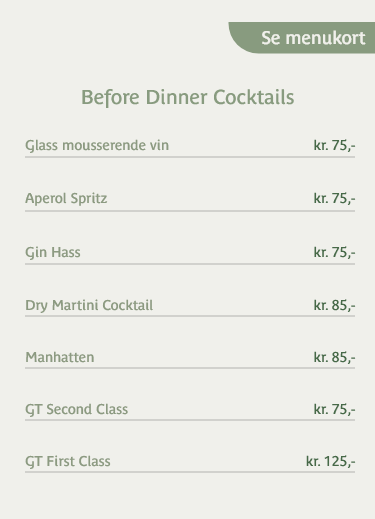 Se menukort
Before Dinner Cocktails
Glass mousserende vin kr. 75,-
Aperol Spritz kr. 75,-
Gin Hass kr. 75,-
Dry Martini Cocktail kr. 85,-
Manhatten kr. 85,-
GT Second Class kr. 75,-
GT First Class kr. 125,-